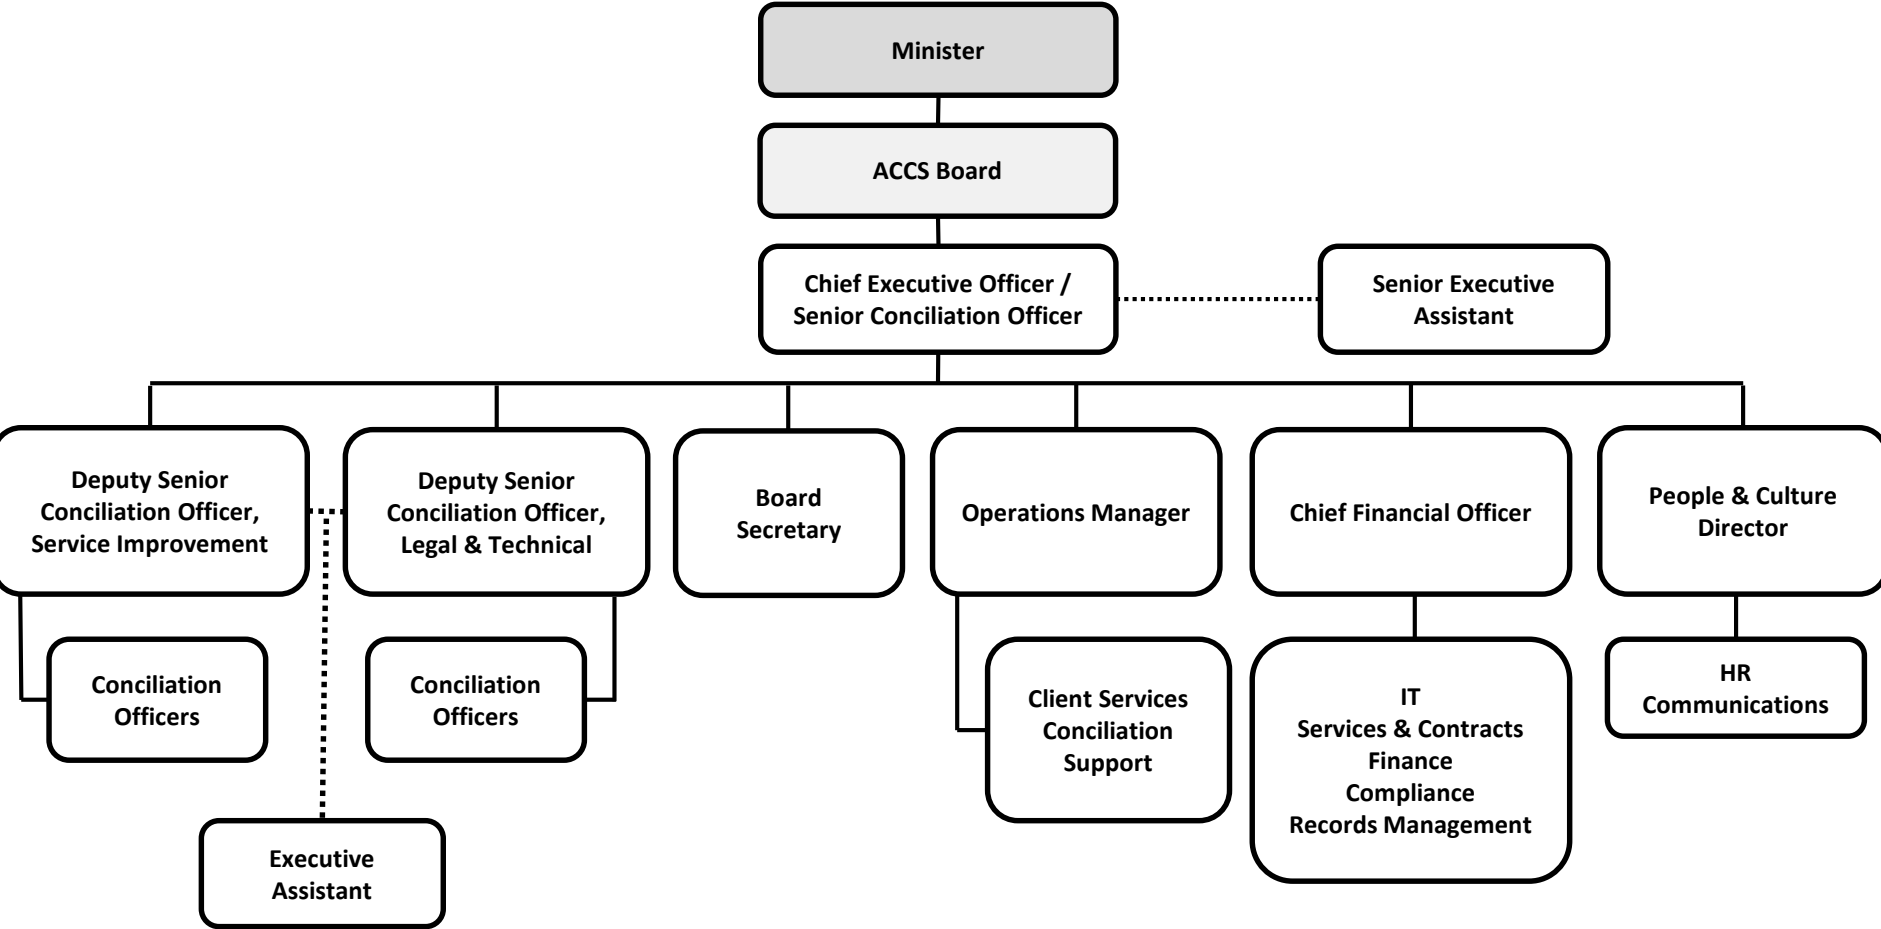 Minister
ACCS Board
Chief Executive Officer /
Senior Conciliation Officer
Senior Executive
Assistant
Deputy Senior
Conciliation Officer,
Service Improvement
Deputy Senior
Conciliation Officer,
Legal & Technical
Board
Secretary
Operations Manager
Chief Financial Officer
People & Culture
Director
Conciliation
Officers
Conciliation
Officers
Client Services
Conciliation
Support
IT
Services & Contracts
Finance
Compliance
Records Management
HR
Communications
Executive
Assistant